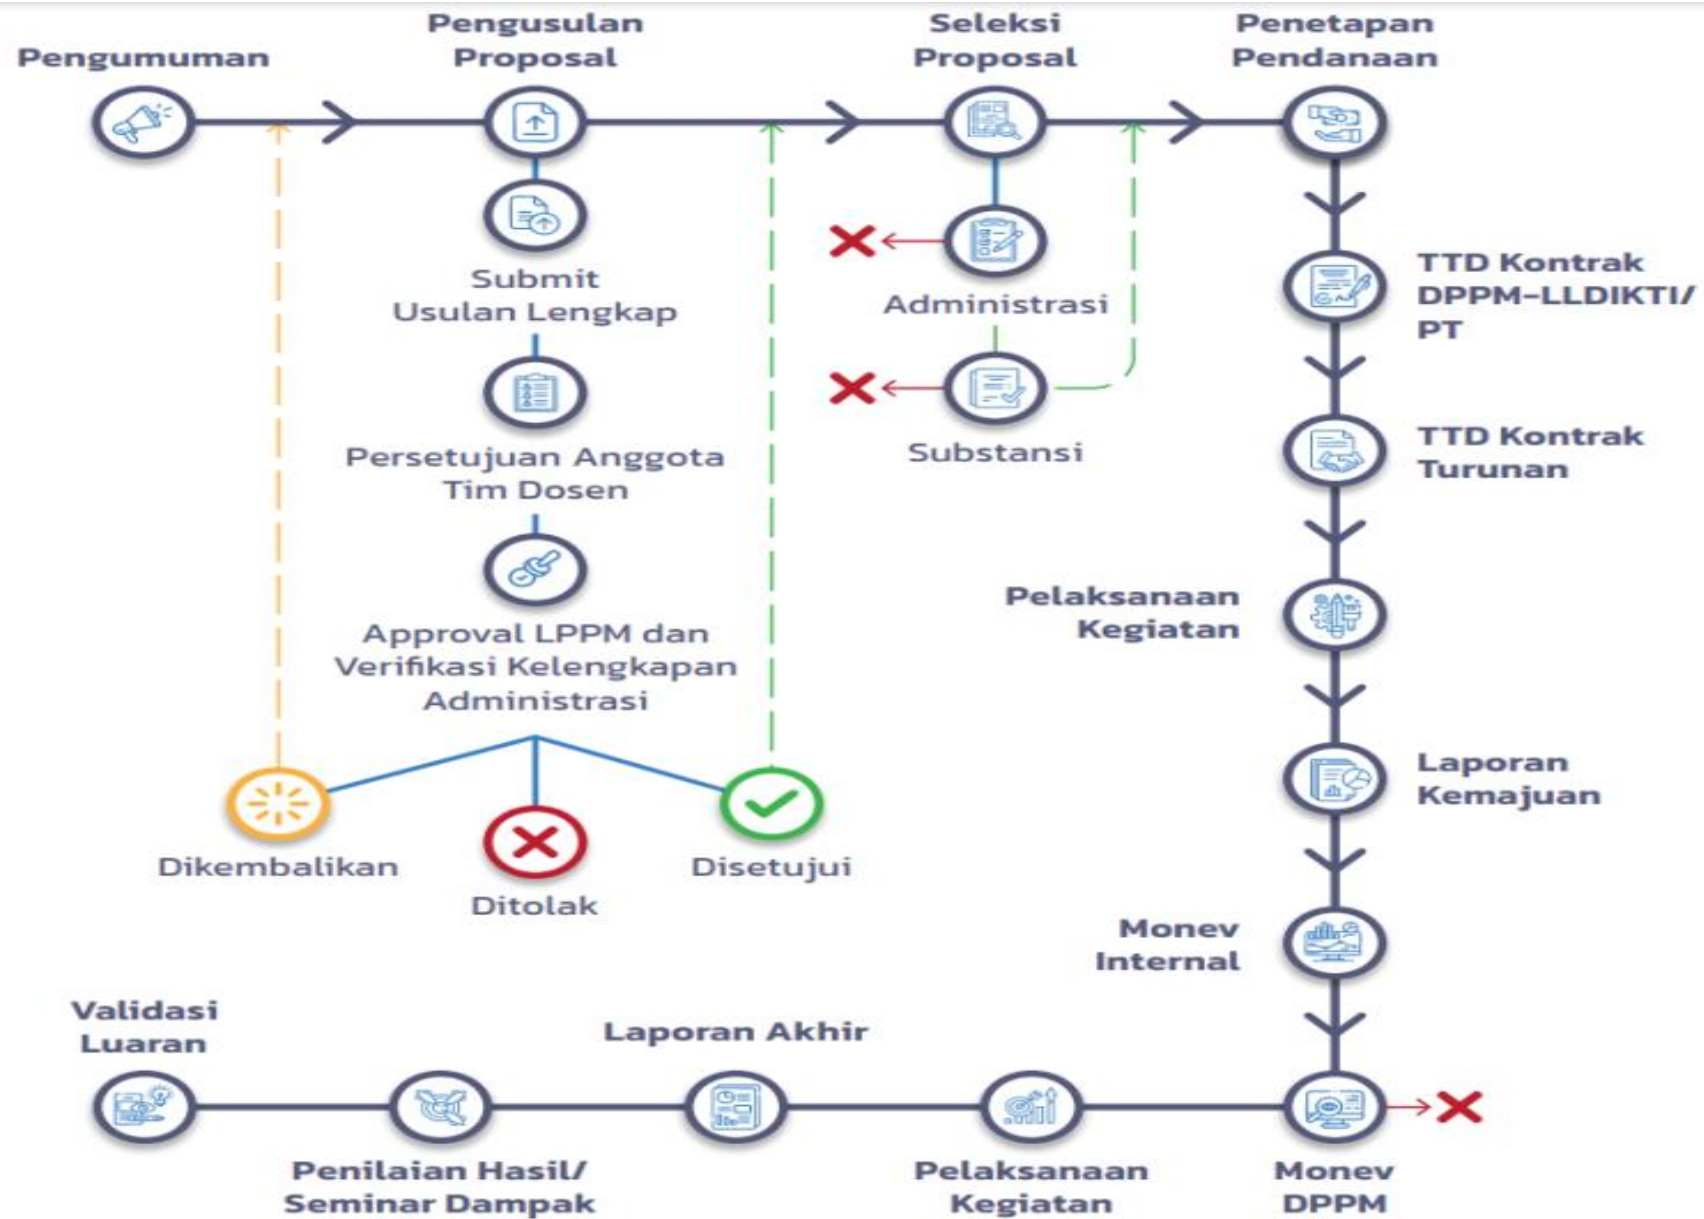 Pengumuman
Pengusulan
Proposal
Seleksi
Proposal
Penetapan
Pendanaan
Submit
Usulan Lengkap
Persetujuan Anggota
Tim Dosen
Approval LPPM dan
Verifikasi Kelengkapan
Administrasi
Dikembalikan
Ditolak
Disetujui
Administrasi
Substansi
TTD Kontrak
DPPM-LLDIKTI/
PT
TTD Kontrak
Turunan
Pelaksanaan
Kegiatan
Laporan
Kemajuan
Monev
Internal
Monev
DPPM
Pelaksanaan
Kegiatan
Laporan Akhir
Penilaian Hasil/
Seminar Dampak
Validasi
Luaran